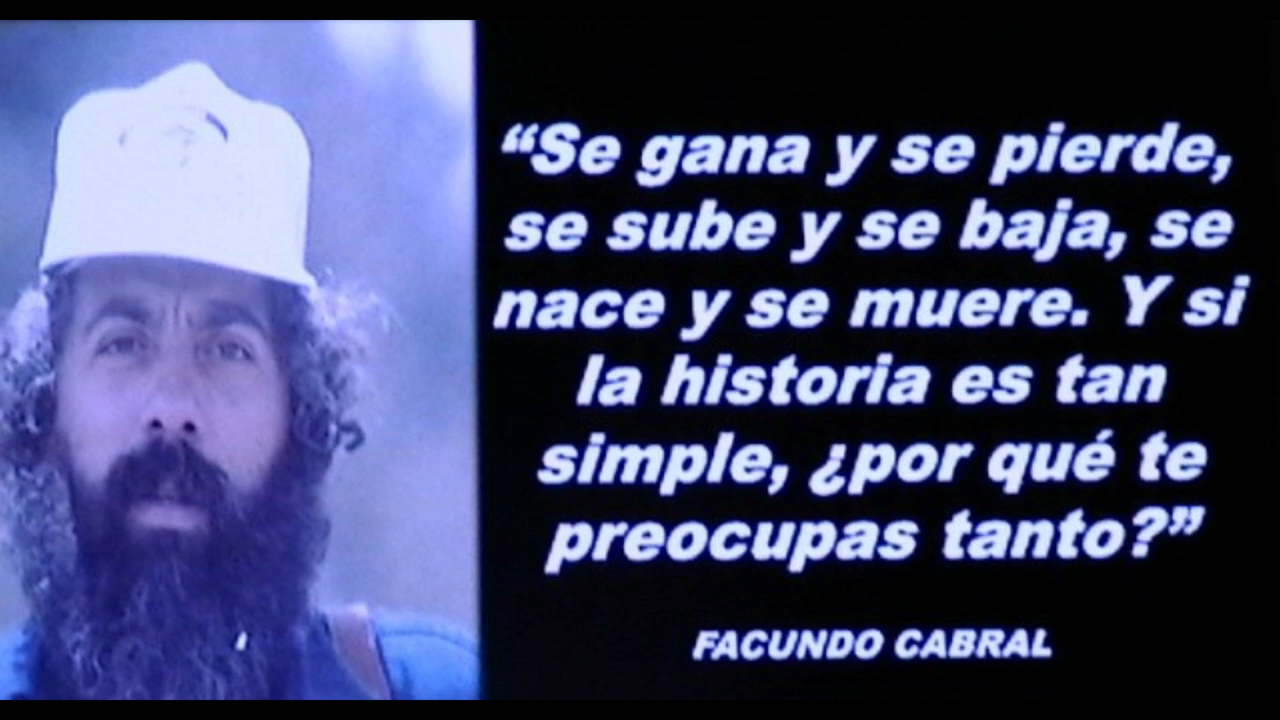 “Se gana y se pierde,
se sube y se baja, se
nace y se muere. Y si
la historia es tan
simple, ¿por qué te
preocupas tanto?”
FACUNDO CABRAL